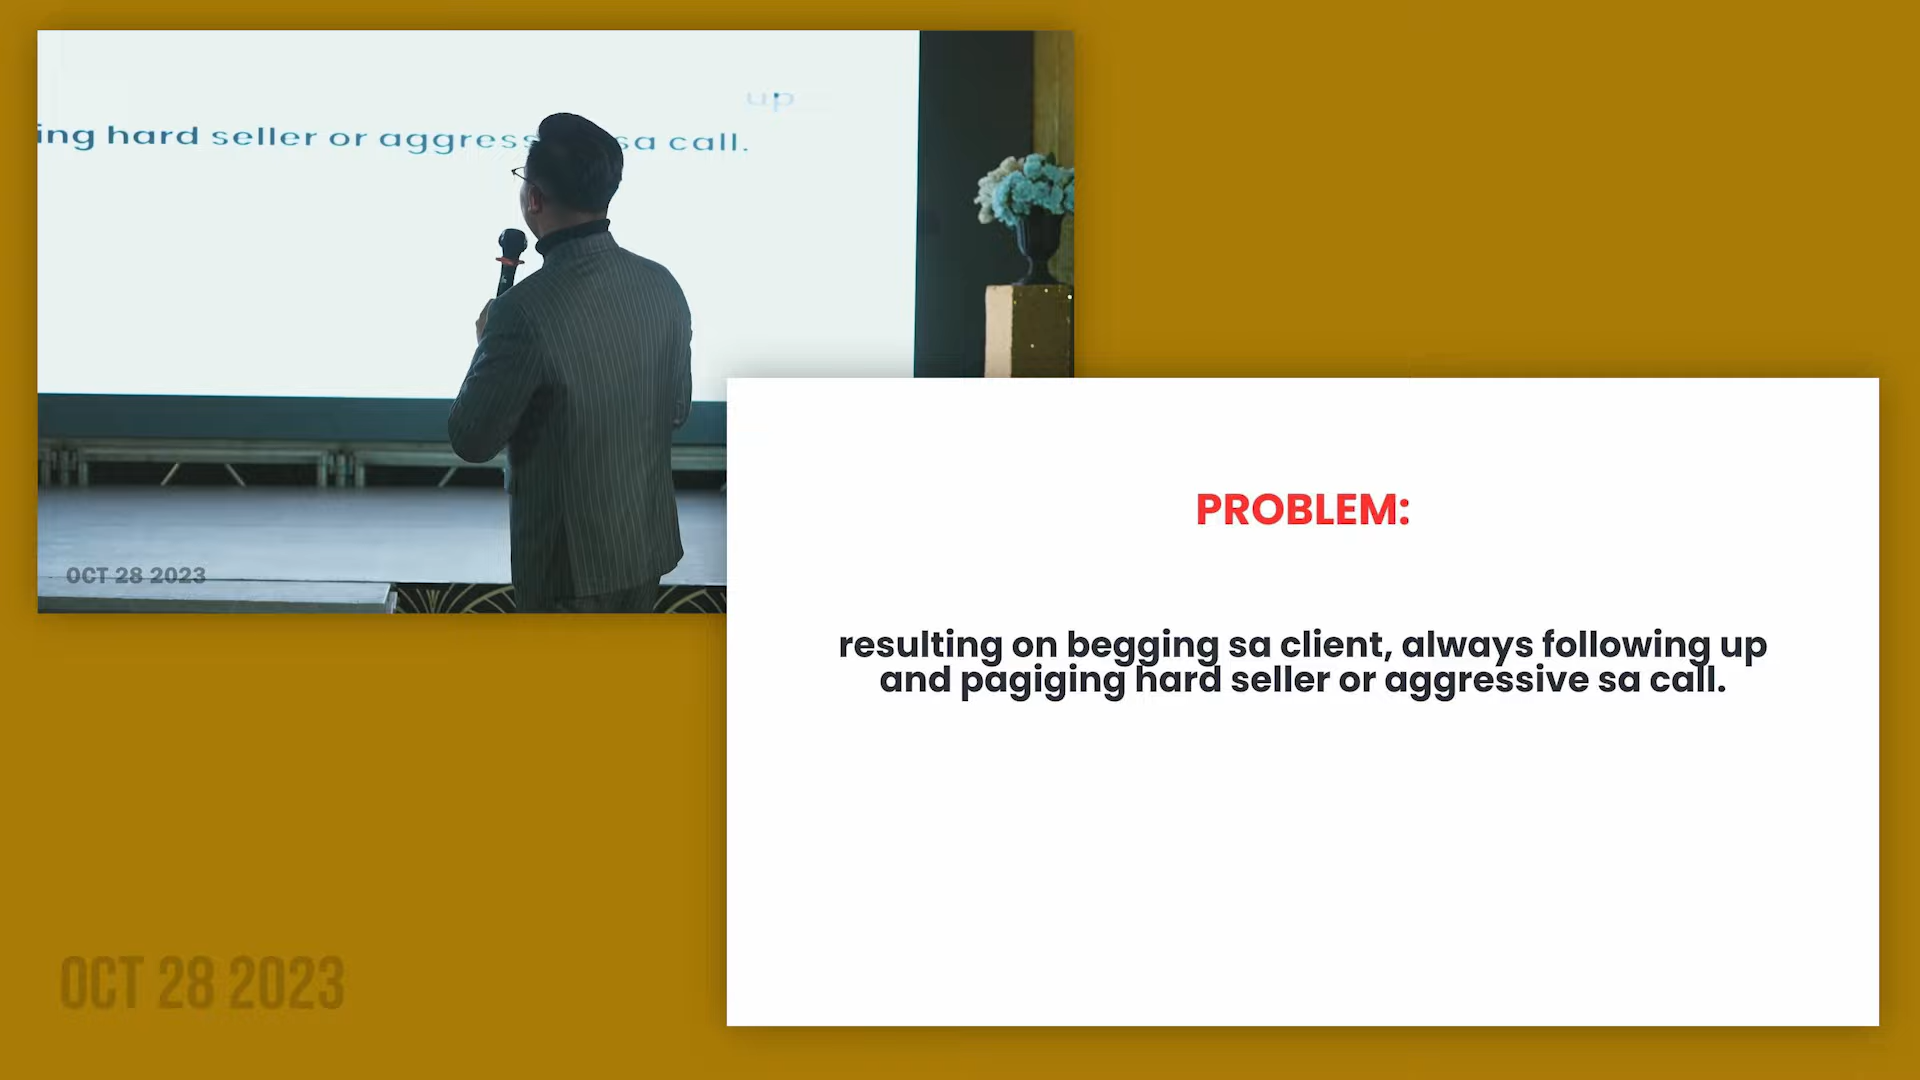 up
ing hard seller or aggress sa call.
OCT 28 2023
PROBLEM:
resulting on begging sa client, always following up
and pagiging hard seller or aggressive sa call.
OCT 28 2023